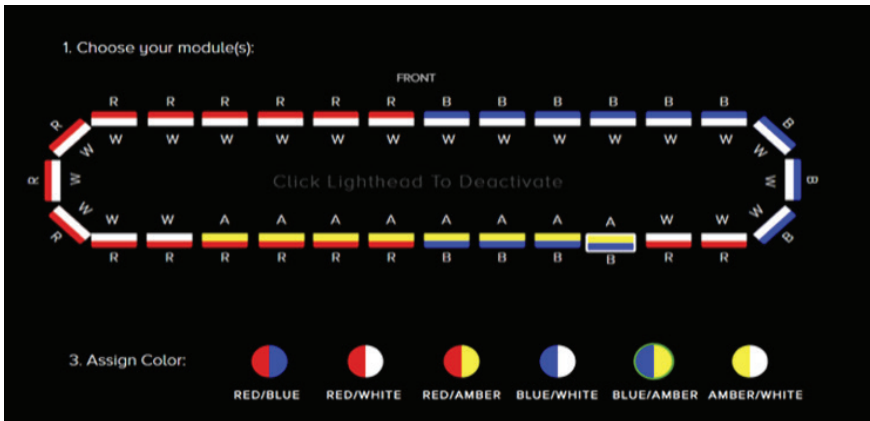 1. Choose your module(s):
FRONT
R R R R R R B B B B B B
W W W W W W W W W W W W
R W W B
R W Click Lighthead To Deactivate W B
R W W B
W W A A A A A A A A W W
R R R R R R B B B B R R
3. Assign Color:
RED/BLUE RED/WHITE RED/AMBER BLUE/WHITE BLUE/AMBER AMBER/WHITE